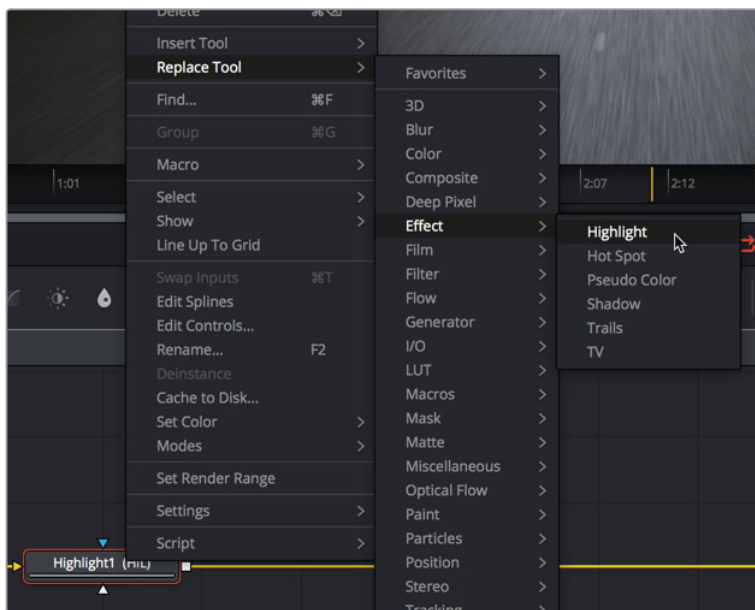 Delete ⌘⌫
Insert Tool >
Replace Tool >
Find... ⌘F
Group ⌘G
Macro >
Select >
Show >
Line Up To Grid
Swap Inputs ⌘T
Edit Splines
Edit Controls...
Rename... F2
Deinstance
Cache to Disk...
Set Color >
Modes >
Set Render Range
Settings >
Script >
Favorites >
3D >
Blur >
Color >
Composite >
Deep Pixel >
Effect >
Film >
Filter >
Flow >
Generator >
I/O >
LUT >
Macros >
Mask >
Matte >
Miscellaneous >
Optical Flow >
Paint >
Particles >
Position >
Stereo >
Tracking
Highlight
Hot Spot
Pseudo Color
Shadow
Trails
TV
1:01
2:07
2:12
Highlight1 (HIL)